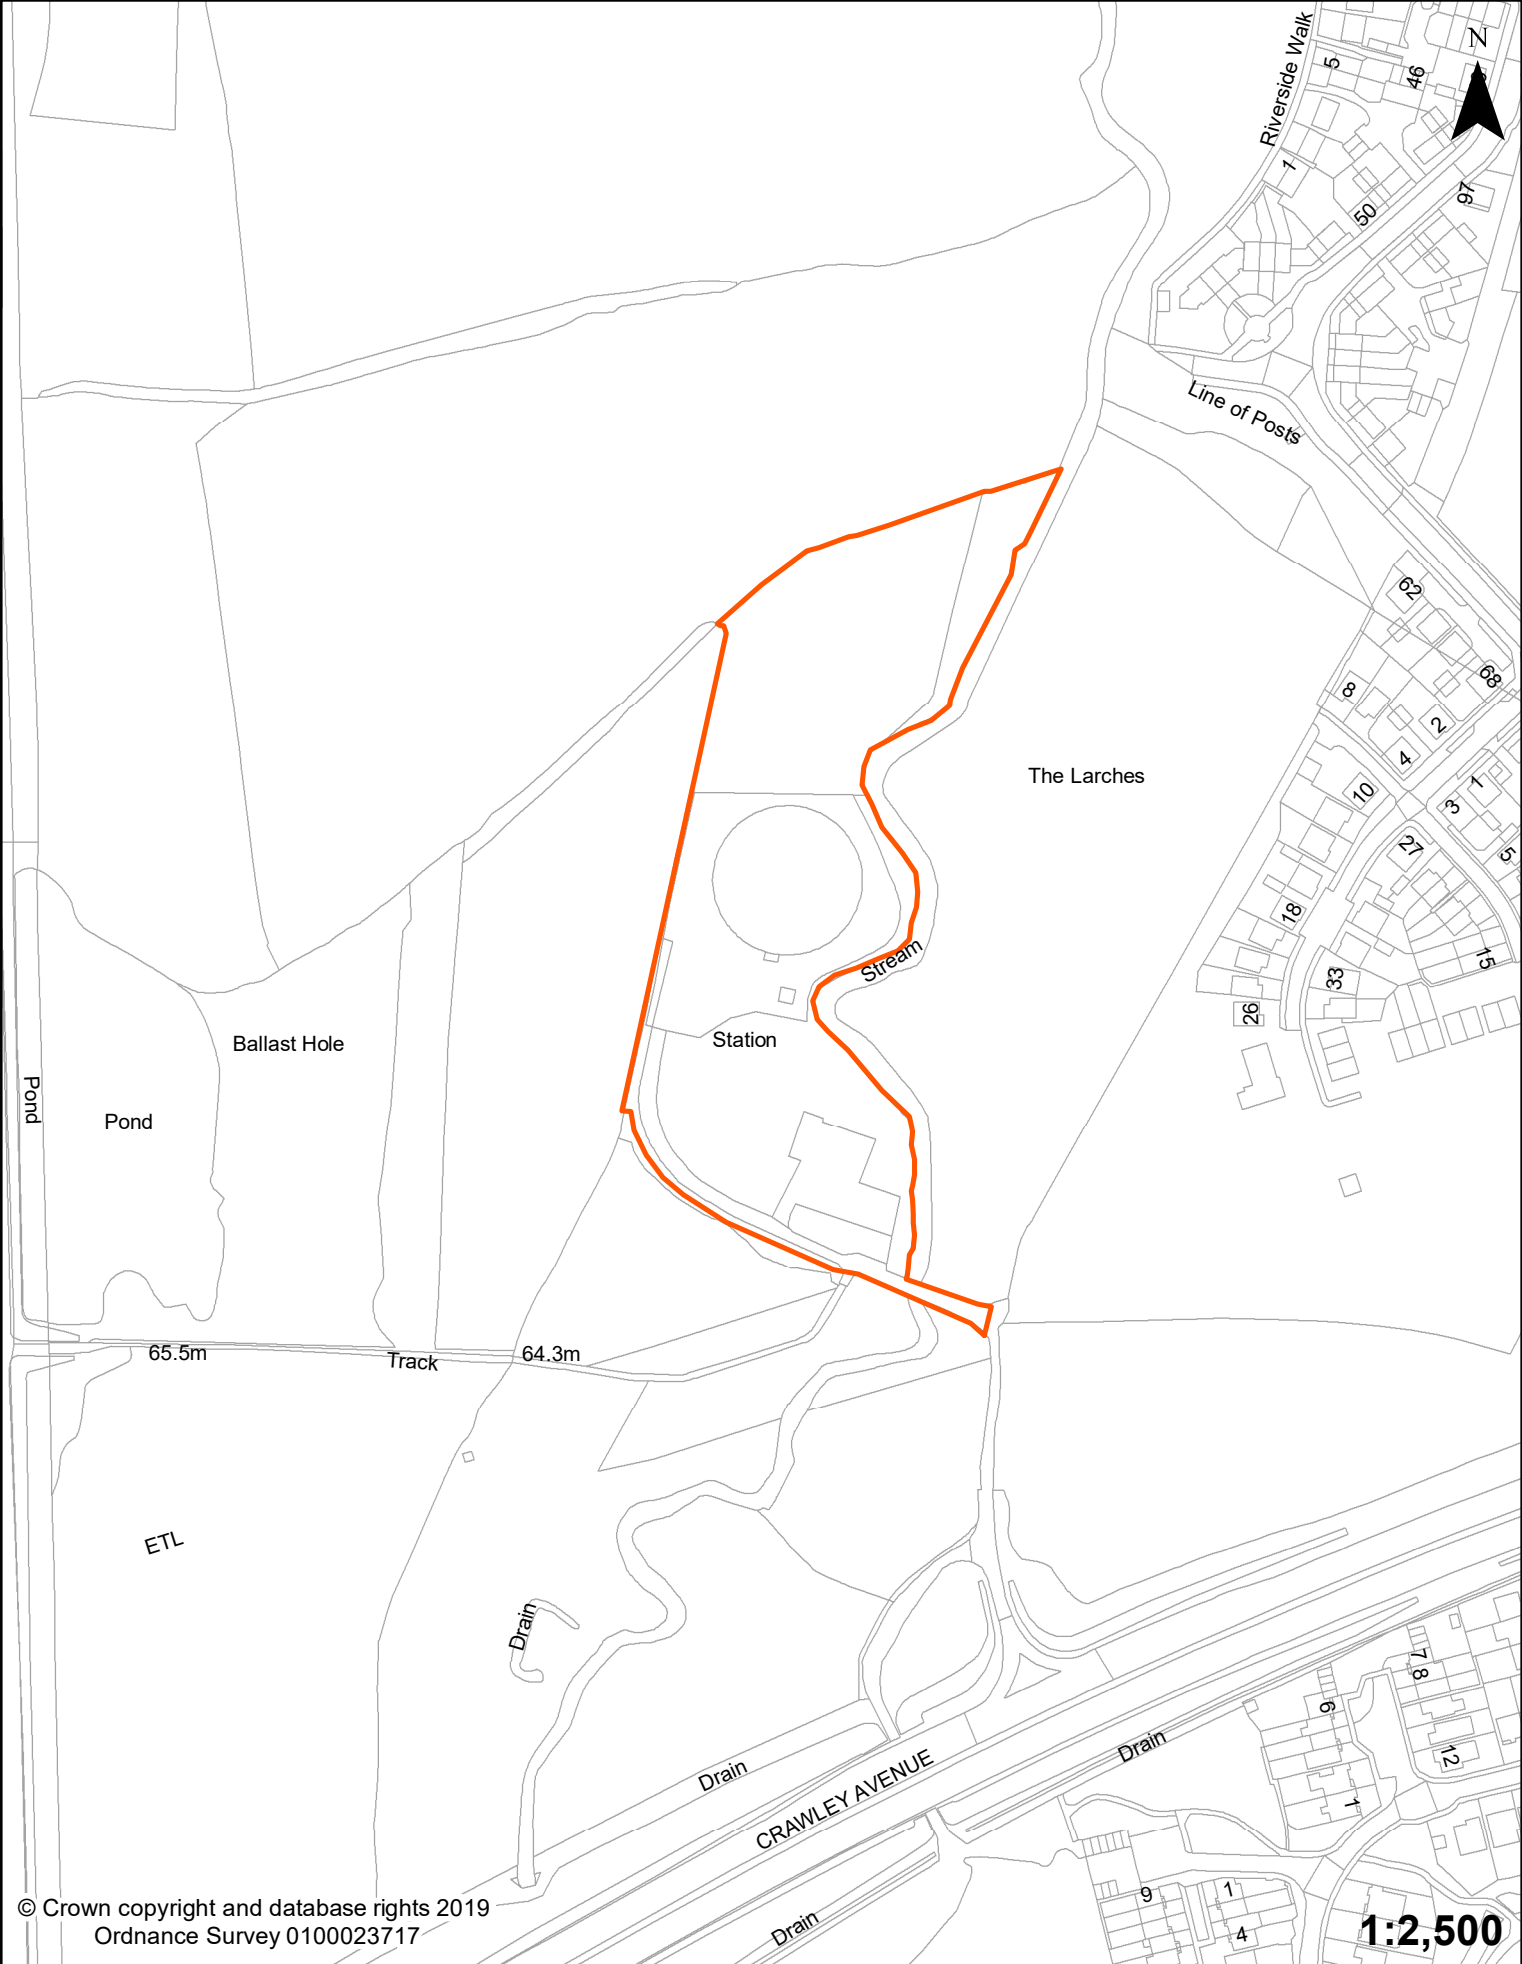 Riverside Walk
5
46
N
1
50
97
Line of Posts
62
68
8
2
4
The Larches
10
1
3
27
5
18
15
Stream
33
26
Station
Ballast Hole
Pond
Pond
65.5m
Track
64.3m
ETL
Drain
7
8
6
12
1
Drain
Drain
CRAWLEY AVENUE
9
1
4
Drain
© Crown copyright and database rights 2019
Ordnance Survey 0100023717
1:2,500